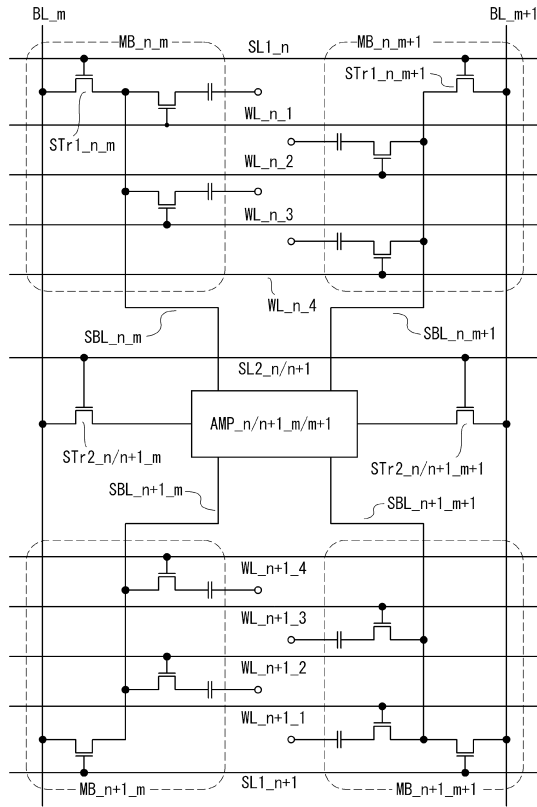 BL_m
BL_m+1
MB_n_m
SL1_n
MB_n_m+1
STr1_n_m+1
STr1_n_m
WL_n_1
WL_n_2
WL_n_3
WL_n_4
SBL_n_m
SBL_n_m+1
SL2_n/n+1
AMP_n/n+1_m/m+1
STr2_n/n+1_m
STr2_n/n+1_m+1
SBL_n+1_m
SBL_n+1_m+1
WL_n+1_4
WL_n+1_3
WL_n+1_2
WL_n+1_1
MB_n+1_m
SL1_n+1
MB_n+1_m+1